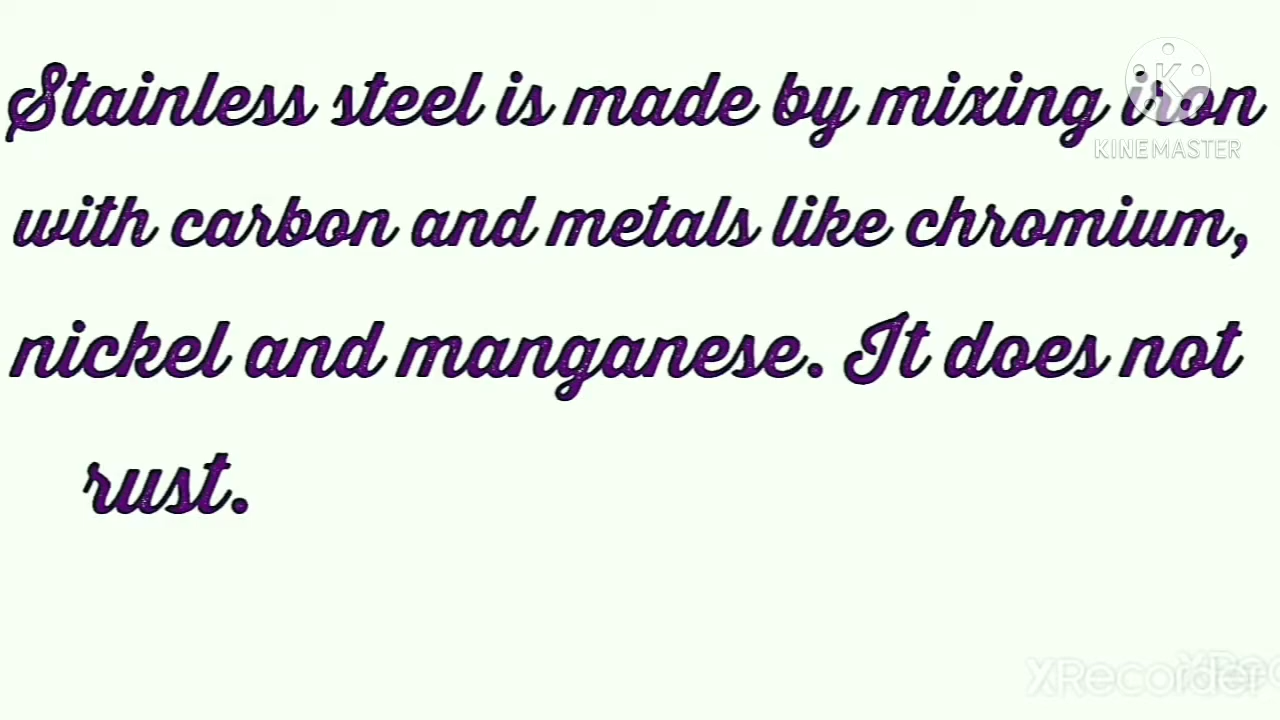 Stainless steel is made by mixing iron
KINEMASTER
with carbon and metals like chromium,
nickel and manganese. It does not
rust.
XRecorder